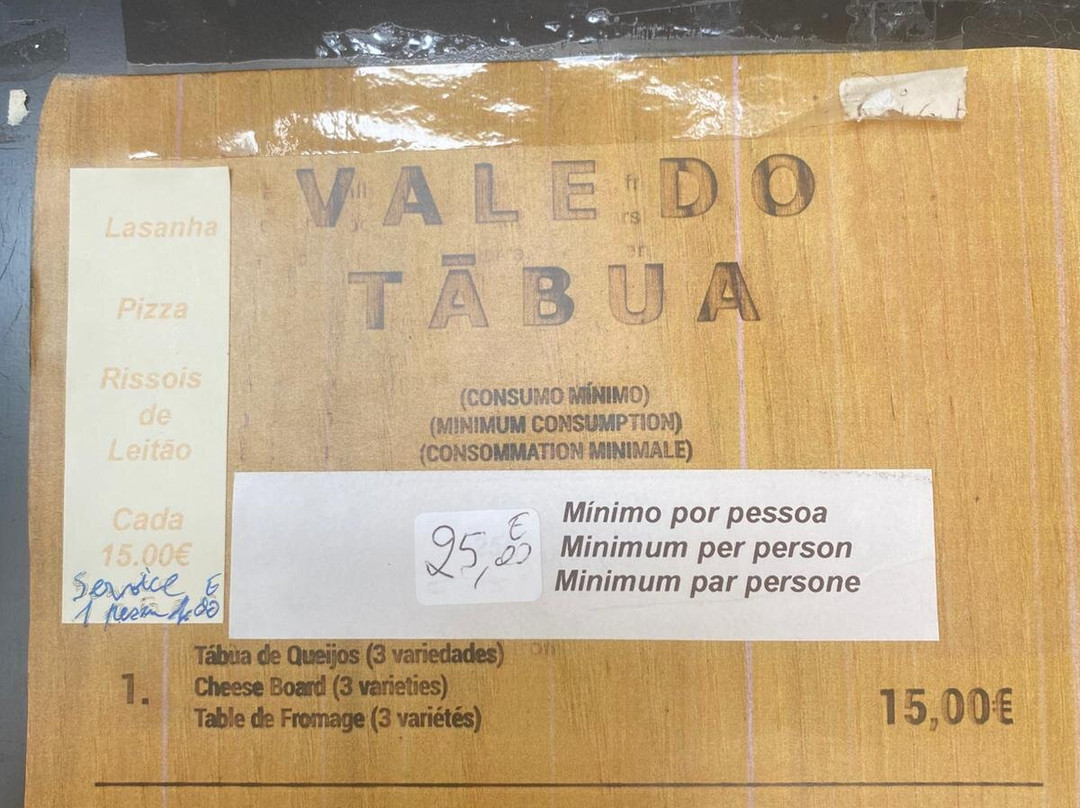 VALE DO
TĀBUA
(CONSUMO MÍNIMO)
(MINIMUM CONSUMPTION)
(CONSOMMATION MINIMALE)
Lasanha
Pizza
Rissois
de
Leitão
Cada
15.00€
Service €
1
25,00 €
Mínimo por pessoa
Minimum per person
Minimum par persone
1.
Tábua de Queijos (3 variedades)
Cheese Board (3 varieties)
Table de Fromage (3 variétés)
15,00€